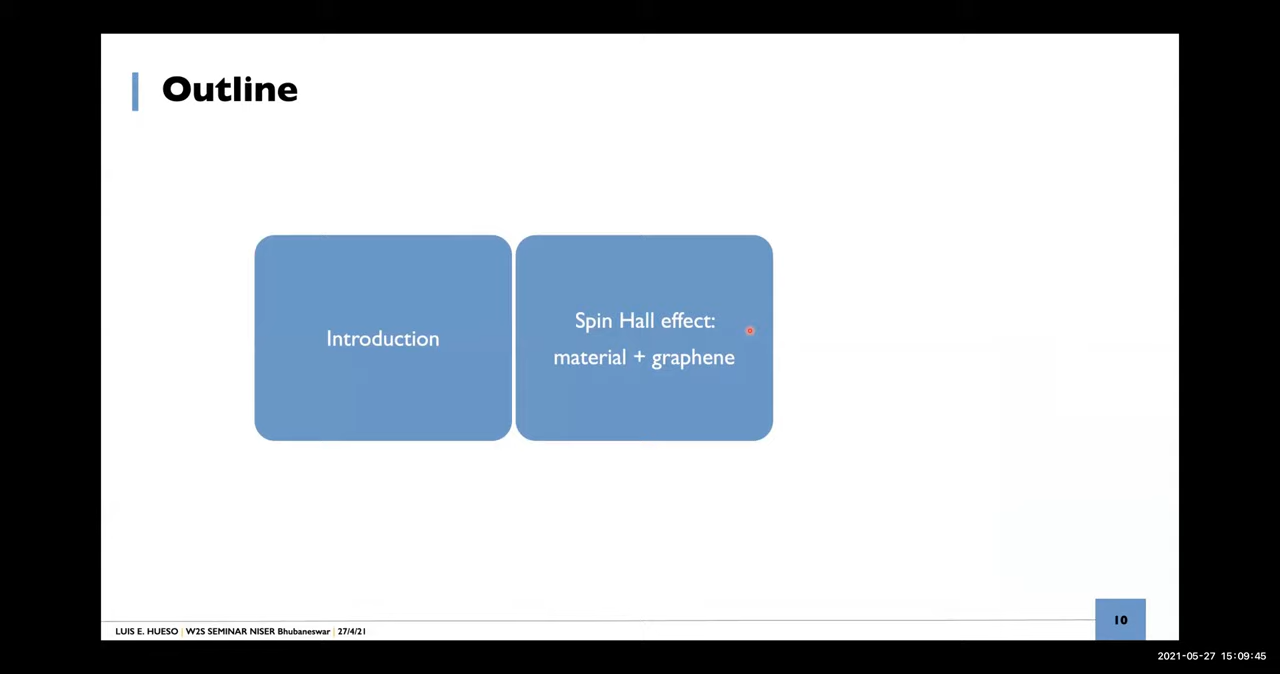 Outline
Introduction
Spin Hall effect:
material + graphene
LUIS E. HUESO | W2S SEMINAR NISER Bhubaneswar | 27/4/21
10
2021-05-27 15:09:45